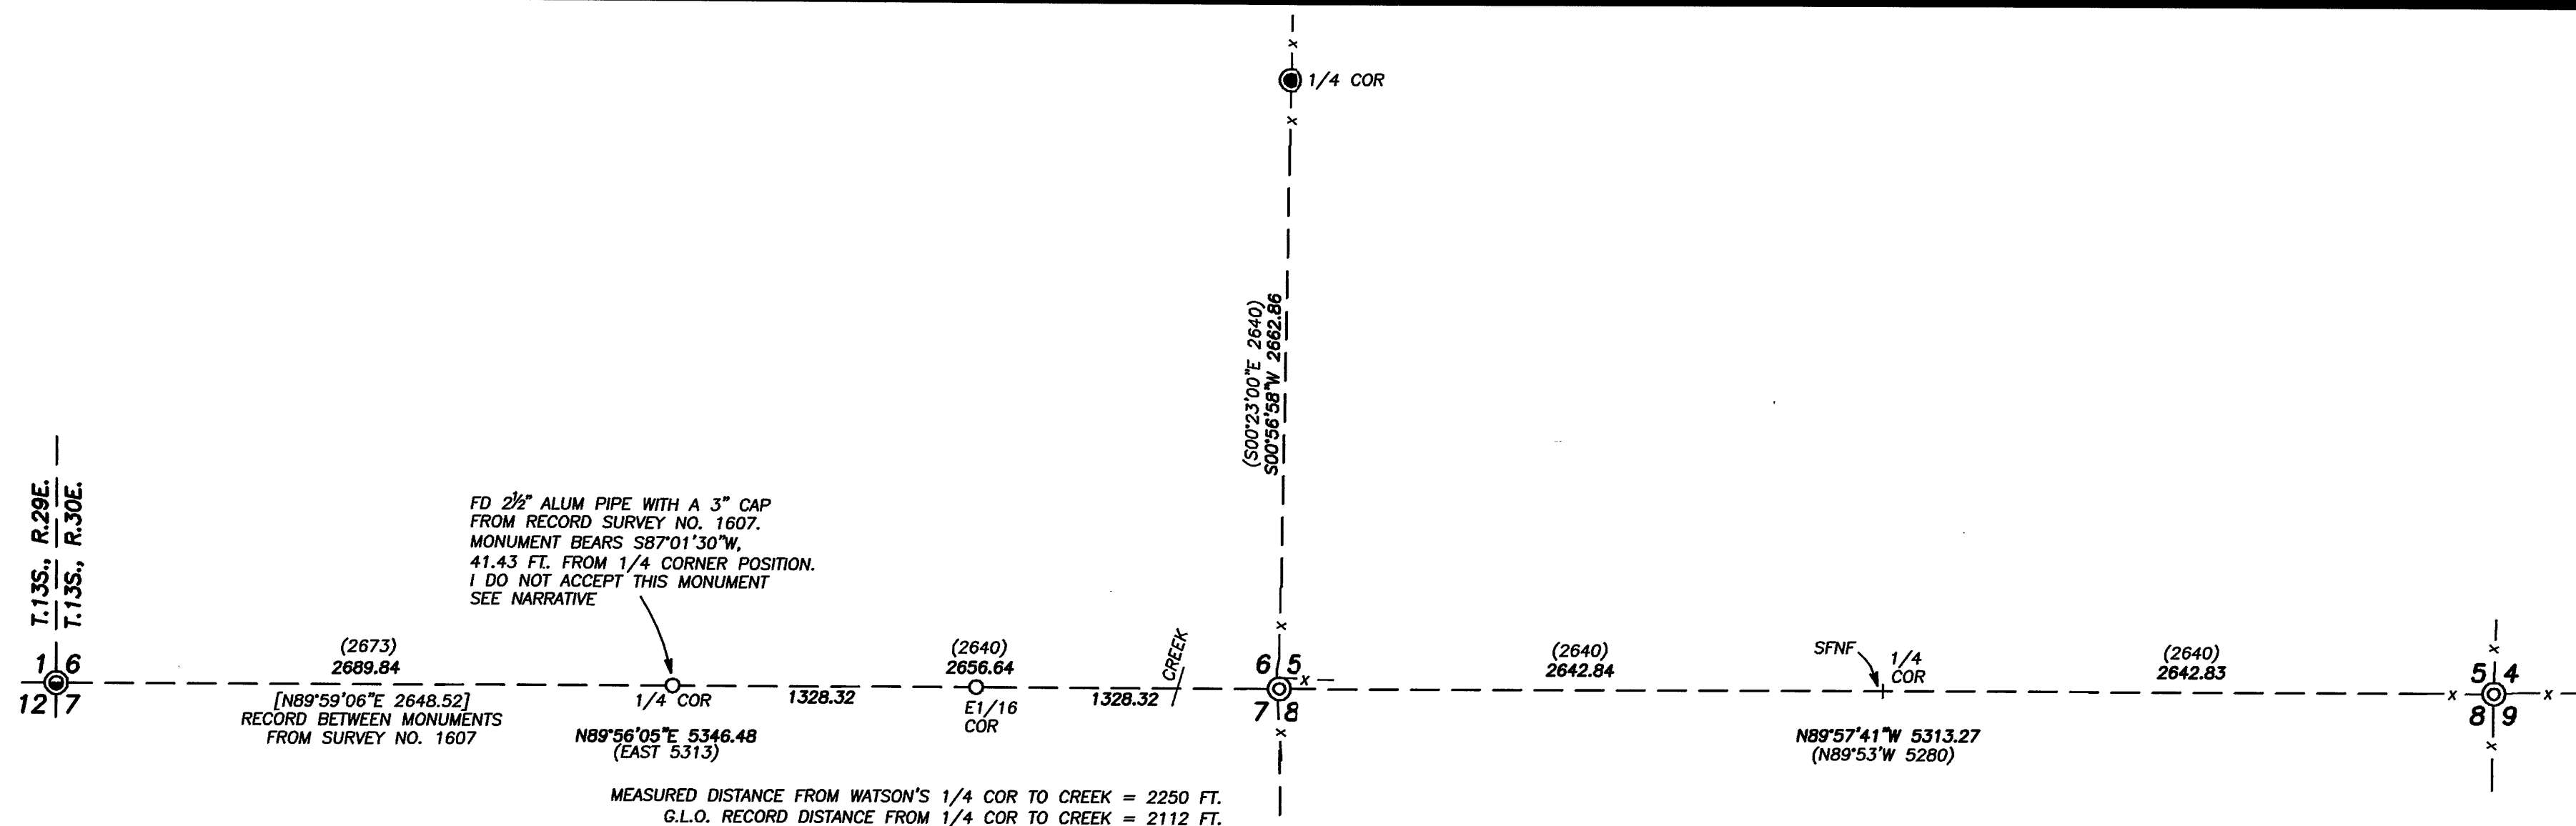 1/4 COR
(S00°23'00"E 2640)
S00°56'58"W 2662.86
T.13S., R.29E.
T.13S., R.30E.
FD 2½" ALUM PIPE WITH A 3" CAP
FROM RECORD SURVEY NO. 1607.
MONUMENT BEARS S87°01'30"W,
41.43 FT. FROM 1/4 CORNER POSITION.
I DO NOT ACCEPT THIS MONUMENT
SEE NARRATIVE
1 6
12 7
(2673)
2689.84
[N89°59'06"E 2648.52]
RECORD BETWEEN MONUMENTS
FROM SURVEY NO. 1607
1/4 COR
N89°56'05"E 5346.48
(EAST 5313)
1328.32
(2640)
2656.64
E1/16
COR
1328.32
CREEK
6 5
7 8
(2640)
2642.84
SFNF
1/4
COR
(2640)
2642.83
N89°57'41"W 5313.27
(N89°53'W 5280)
5 4
8 9
MEASURED DISTANCE FROM WATSON'S 1/4 COR TO CREEK = 2250 FT.
G.L.O. RECORD DISTANCE FROM 1/4 COR TO CREEK = 2112 FT.